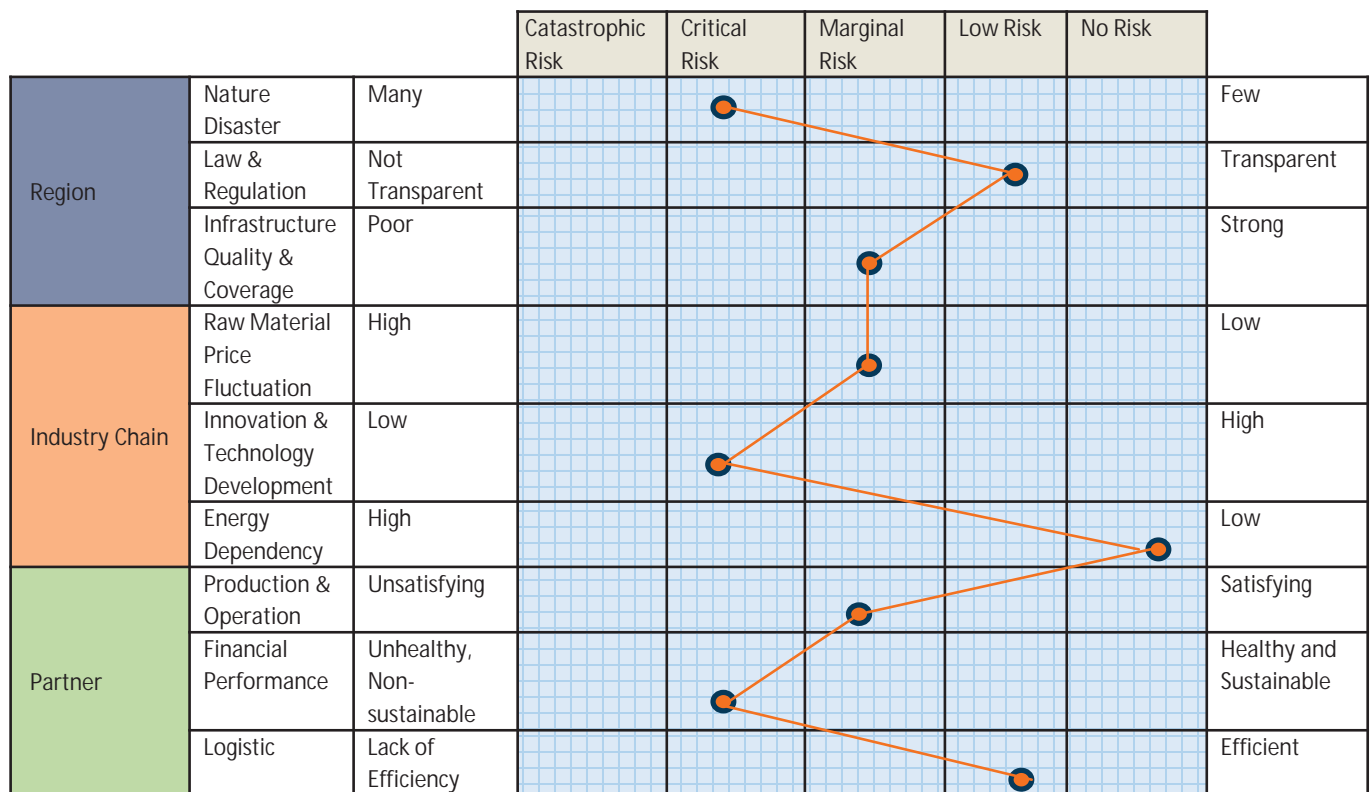 Catastrophic
Risk
Critical
Risk
Marginal
Risk
Low Risk
No Risk
Region
Nature
Disaster
Many
Few
Law &
Regulation
Not
Transparent
Transparent
Infrastructure
Quality &
Coverage
Poor
Strong
Industry Chain
Raw Material
Price
Fluctuation
High
Low
Innovation &
Technology
Development
Low
High
Energy
Dependency
High
Low
Partner
Production &
Operation
Unsatisfying
Satisfying
Financial
Performance
Unhealthy,
Non-
sustainable
Healthy and
Sustainable
Logistic
Lack of
Efficiency
Efficient